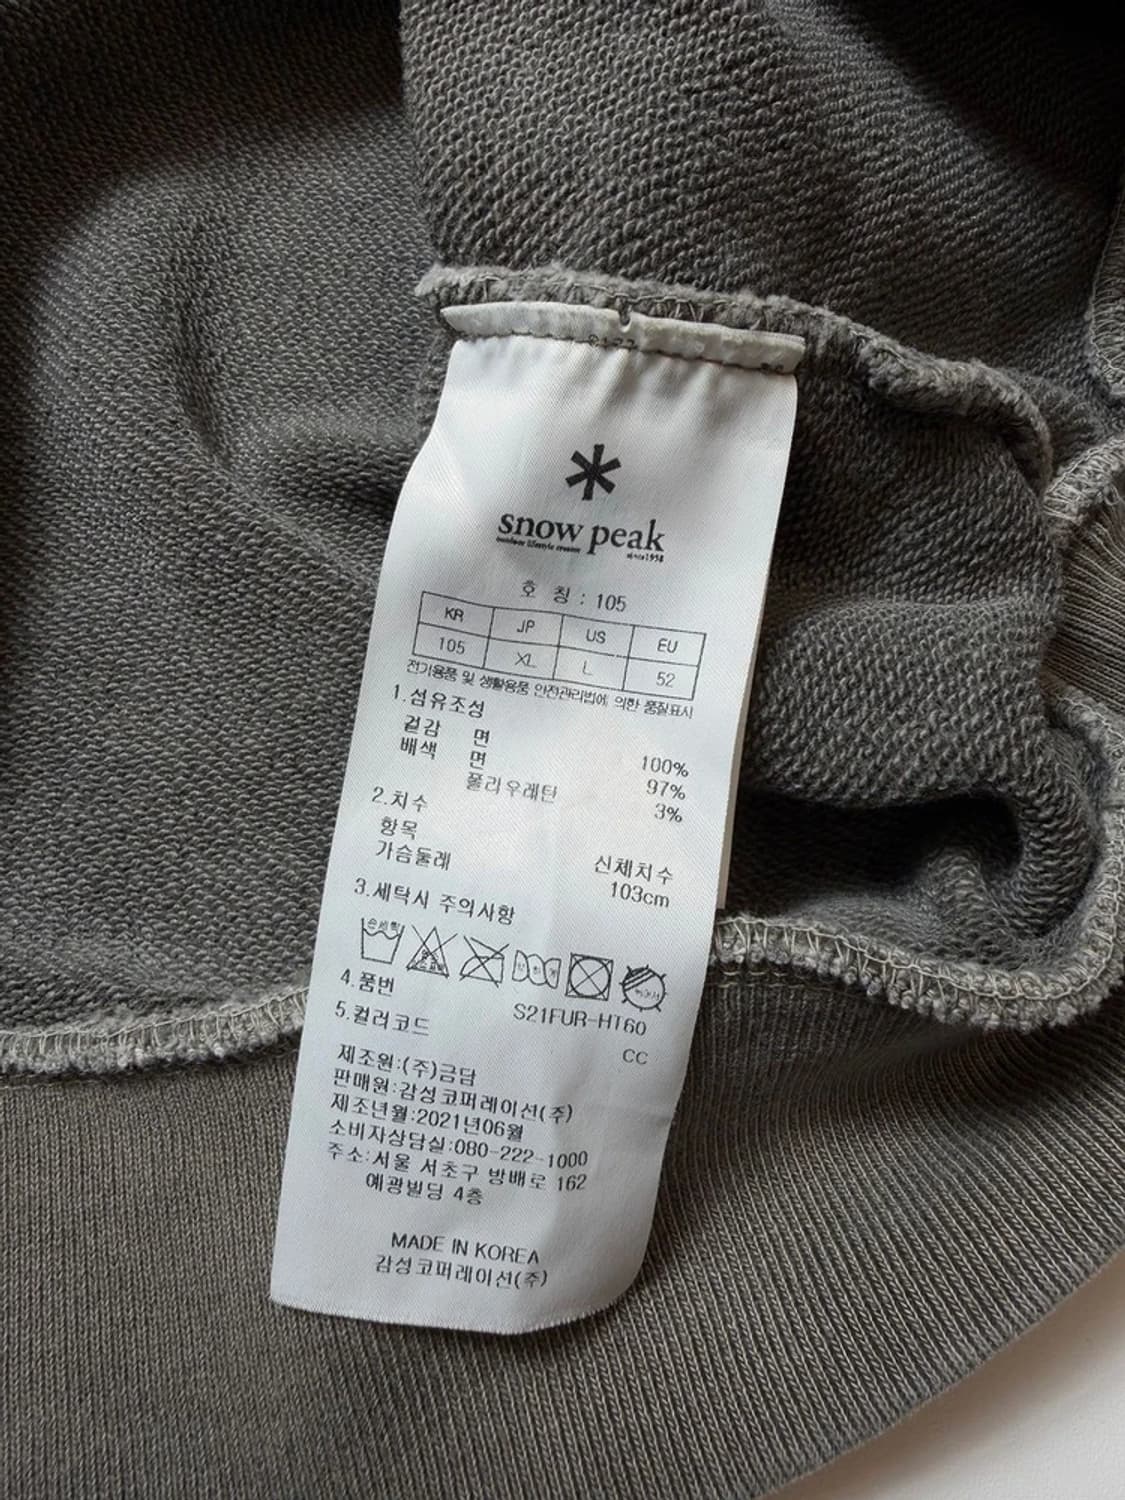 snow peak
outdoor lifestyle creator
since1958
호 칭 : 105
KR JP US EU
105 XL L 52
전기용품 및 생활용품 안전관리법에 의한 품질표시
1.섬유조성
겉감 면 100%
배색 면 97%
폴리우레탄 3%
2.치수
항목 신체치수
가슴둘레 103cm
3.세탁시 주의사항
손세탁
4.품번 S21FUR-HT60
5.컬러코드 CC
제조원:(주)금담
판매원:감성코퍼레이션(주)
제조년월:2021년06월
소비자상담실:080-222-1000
주소:서울 서초구 방배로 162
예광빌딩 4층
MADE IN KOREA
감성코퍼레이션(주)